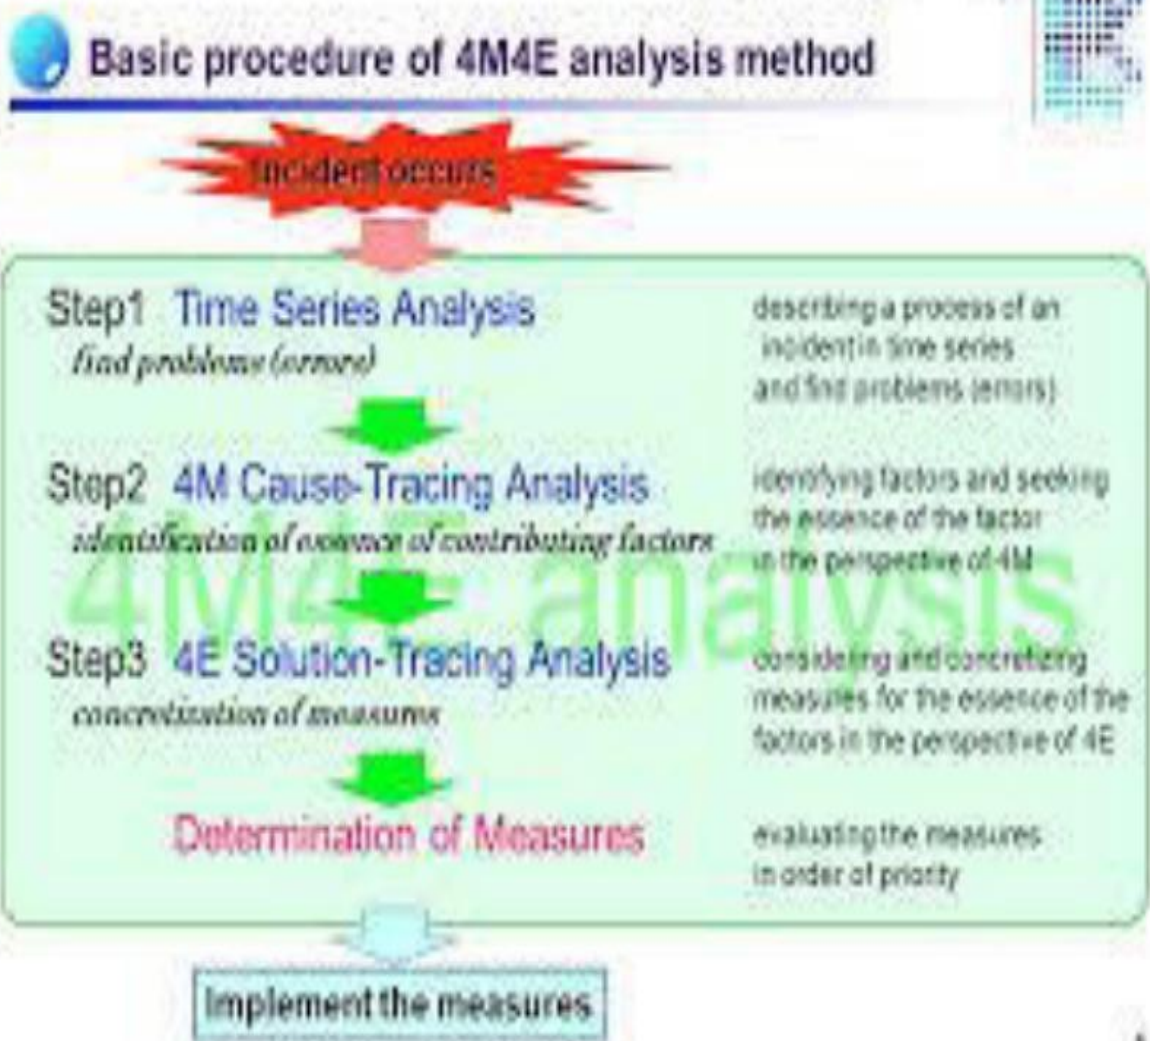 Basic procedure of 4M4E analysis method
Incident occurs
Step1 Time Series Analysis
find problems (errors)
describing a process of an
incident in time series
and find problems (errors)
Step2 4M Cause-Tracing Analysis
identification of essence of contributing factors
identifying factors and seeking
the essence of the factor
in the perspective of 4M
4M4E analysis
Step3 4E Solution-Tracing Analysis
concretization of measures
considering and concretizing
measures for the essence of the
factors in the perspective of 4E
Determination of Measures
evaluating the measures
in order of priority
Implement the measures